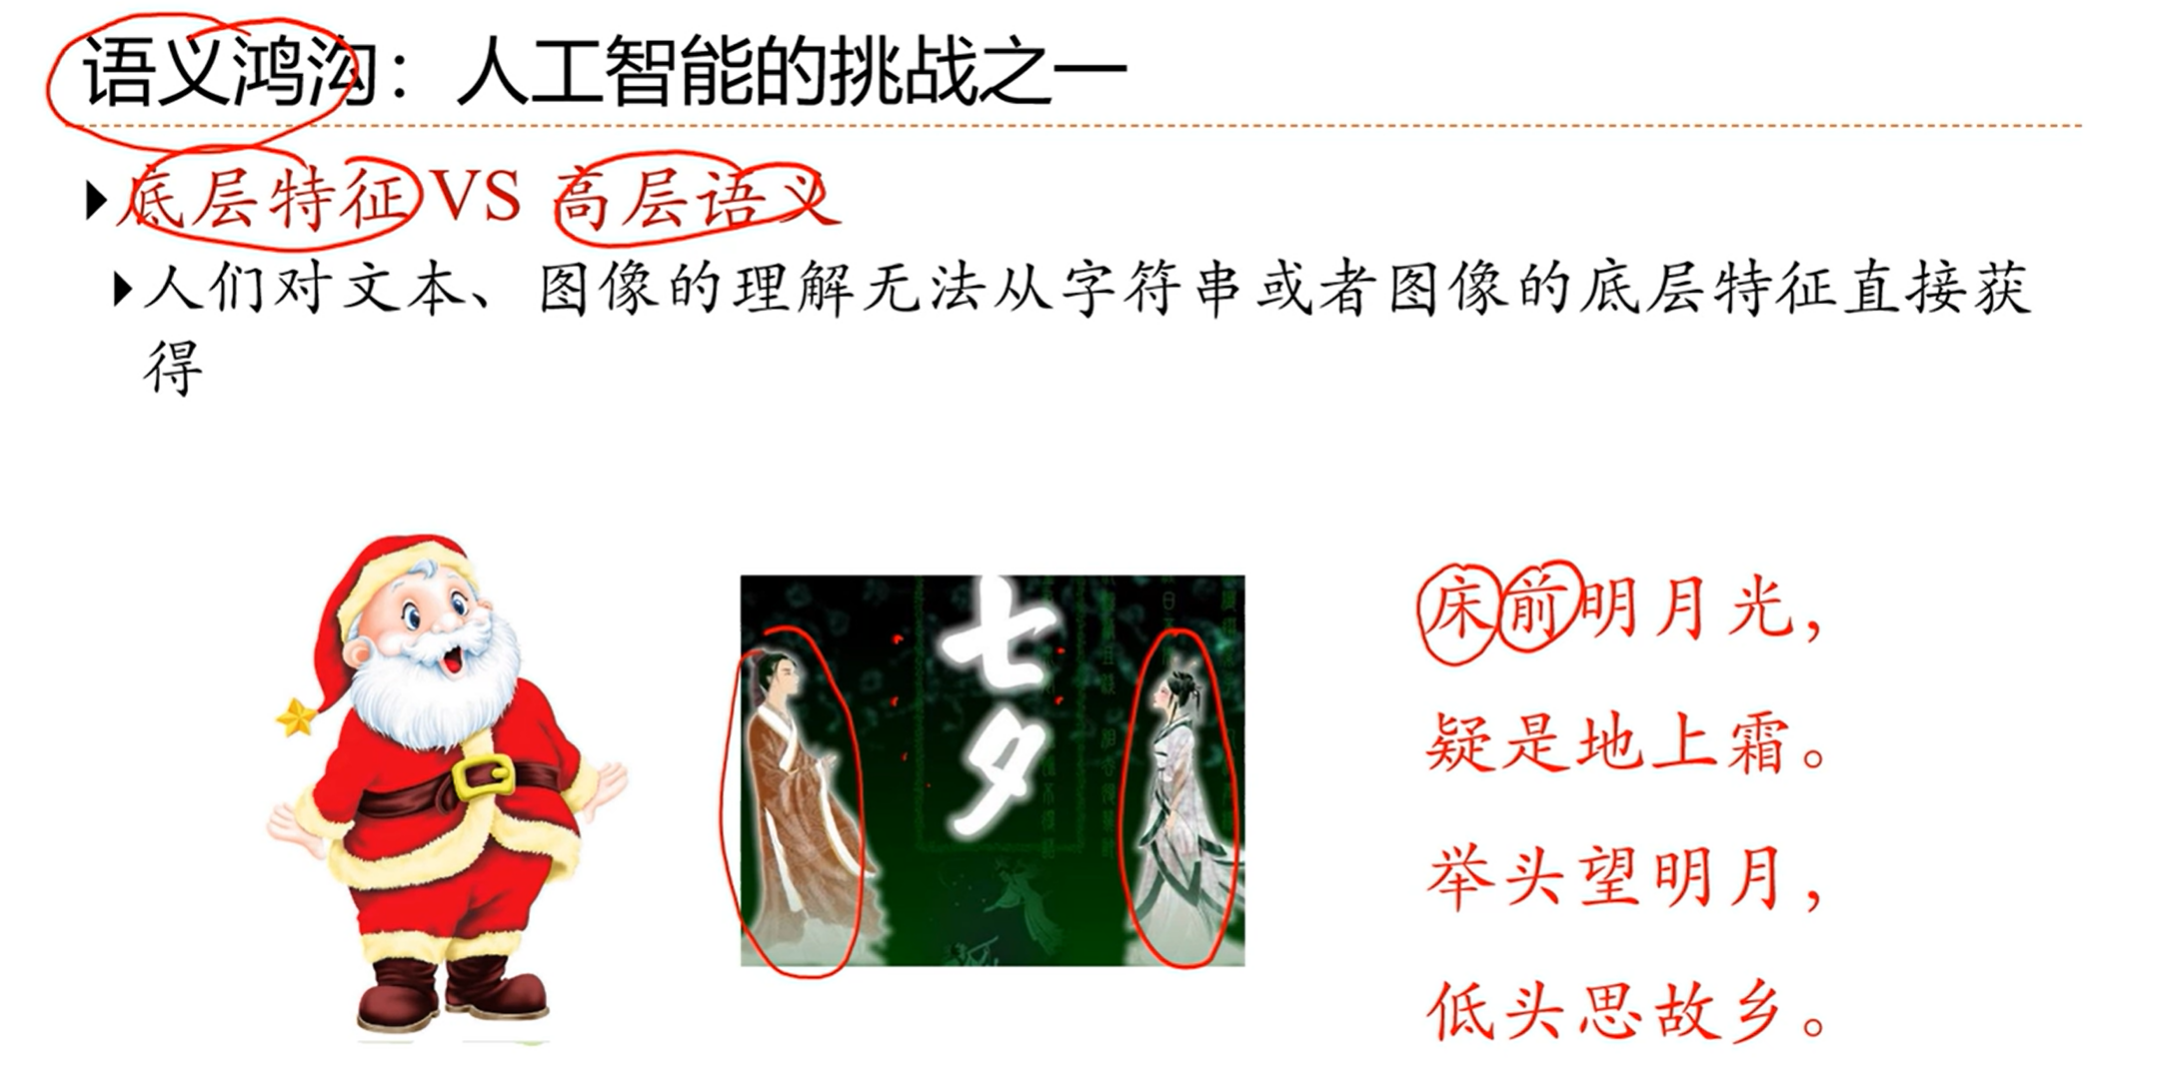 语义鸿沟：人工智能的挑战之一
底层特征VS 高层语义
人们对文本、图像的理解无法从字符串或者图像的底层特征直接获
得
七夕
床前明月光，
疑是地上霜。
举头望明月，
低头思故乡。